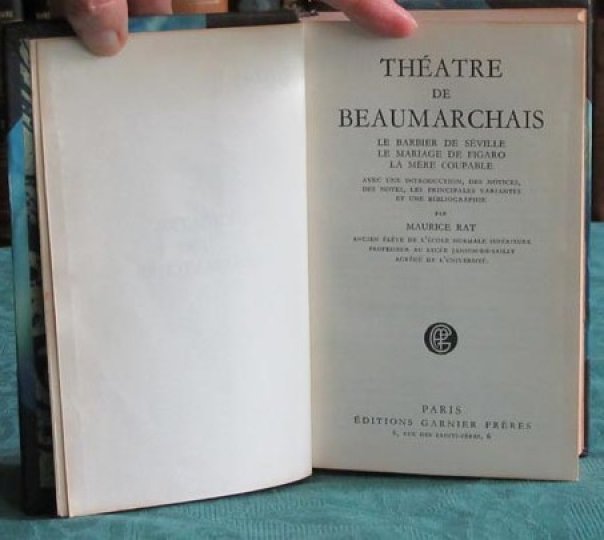 THÉATRE
DE
BEAUMARCHAIS
LE BARBIER DE SÉVILLE
LE MARIAGE DE FIGARO
LA MÈRE COUPABLE
AVEC UNE INTRODUCTION, DES NOTICES,
DES NOTES, LES PRINCIPALES VARIANTES
ET UNE BIBLIOGRAPHIE
PAR
MAURICE RAT
ANCIEN ÉLÈVE DE L'ÉCOLE NORMALE SUPÉRIEURE
PROFESSEUR AU LYCÉE JANSON-DE-SAILLY
AGRÉGÉ DE L'UNIVERSITÉ.
PARIS
ÉDITIONS GARNIER FRÈRES
6, RUE DES SAINTS-PÈRES, 6